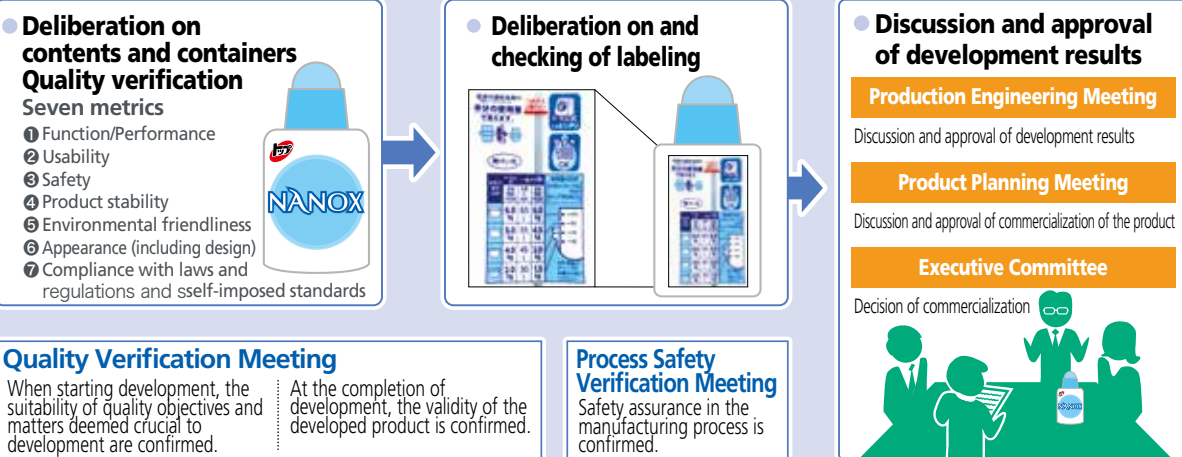 Deliberation on
contents and containers
Quality verification
Seven metrics
❶ Function/Performance
❷ Usability
❸ Safety
❹ Product stability
❺ Environmental friendliness
❻ Appearance (including design)
❼ Compliance with laws and
regulations and sself-imposed standards
トップ
NANOX
Deliberation on and
checking of labeling
Discussion and approval
of development results
Production Engineering Meeting
Discussion and approval of development results
Product Planning Meeting
Discussion and approval of commercialization of the product
Executive Committee
Decision of commercialization
NANOX
Quality Verification Meeting
When starting development, the
suitability of quality objectives and
matters deemed crucial to
development are confirmed.
At the completion of
development, the validity of the
developed product is confirmed.
Process Safety
Verification Meeting
Safety assurance in the
manufacturing process is
confirmed.